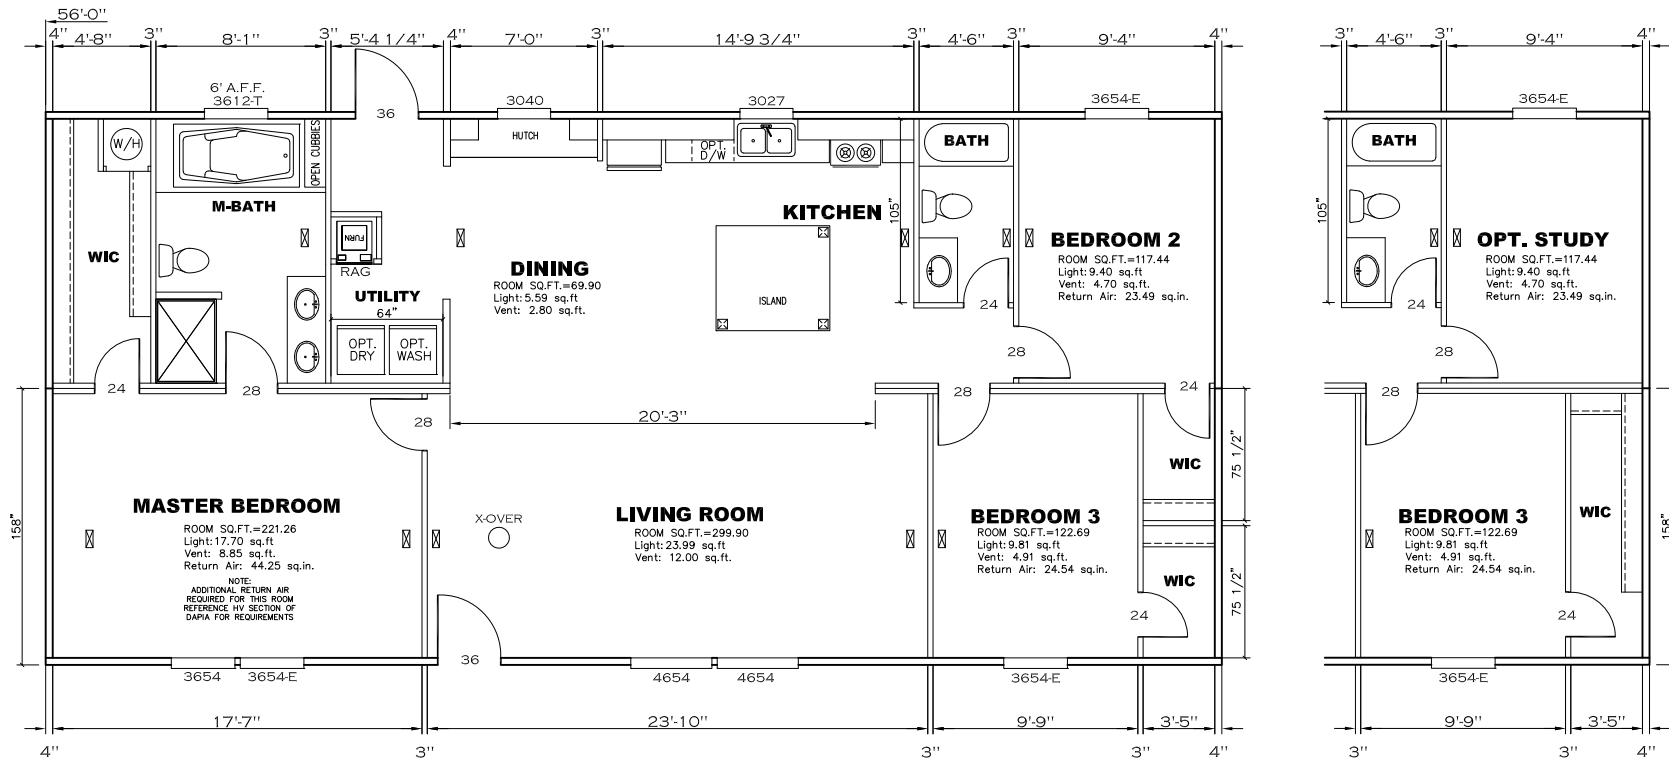 56'-0"
4" 4'-8" 3" 8'-1" 3" 5'-4 1/4" 4" 7'-0" 3" 14'-9 3/4" 3" 4'-6" 3" 9'-4" 4"
6' A.F.F.
3612-T
36
3040
3027
3654-E
W/H
OPEN CUBBIES
HUTCH
OPT.
D/W
BATH
M-BATH
KITCHEN
105"
WIC
FURN
RAG
UTILITY
64"
OPT.
DRY
OPT.
WASH
DINING
ROOM SQ.FT.=69.90
Light: 5.59 sq.ft
Vent: 2.80 sq.ft.
ISLAND
BEDROOM 2
ROOM SQ.FT.=117.44
Light: 9.40 sq.ft
Vent: 4.70 sq.ft.
Return Air: 23.49 sq.in.
24
28
24
28
28
28
24
20'-3"
158"
MASTER BEDROOM
ROOM SQ.FT.=221.26
Light: 17.70 sq.ft
Vent: 8.85 sq.ft.
Return Air: 44.25 sq.in.
NOTE:
ADDITIONAL RETURN AIR
REQUIRED FOR THIS ROOM
REFERENCE HV SECTION OF
DAPIA FOR REQUIREMENTS
X-OVER
LIVING ROOM
ROOM SQ.FT.=299.90
Light: 23.99 sq.ft
Vent: 12.00 sq.ft.
BEDROOM 3
ROOM SQ.FT.=122.69
Light: 9.81 sq.ft
Vent: 4.91 sq.ft.
Return Air: 24.54 sq.in.
WIC
75 1/2"
WIC
75 1/2"
24
36
3654
3654-E
4654
4654
3654-E
17'-7" 23'-10" 9'-9" 3'-5"
4" 3" 3" 3" 4"
3" 4'-6" 3" 9'-4" 4"
3654-E
BATH
105"
OPT. STUDY
ROOM SQ.FT.=117.44
Light: 9.40 sq.ft
Vent: 4.70 sq.ft.
Return Air: 23.49 sq.in.
24
28
28
BEDROOM 3
ROOM SQ.FT.=122.69
Light: 9.81 sq.ft
Vent: 4.91 sq.ft.
Return Air: 24.54 sq.in.
WIC
158"
24
3654-E
9'-9" 3'-5"
3" 3" 4"